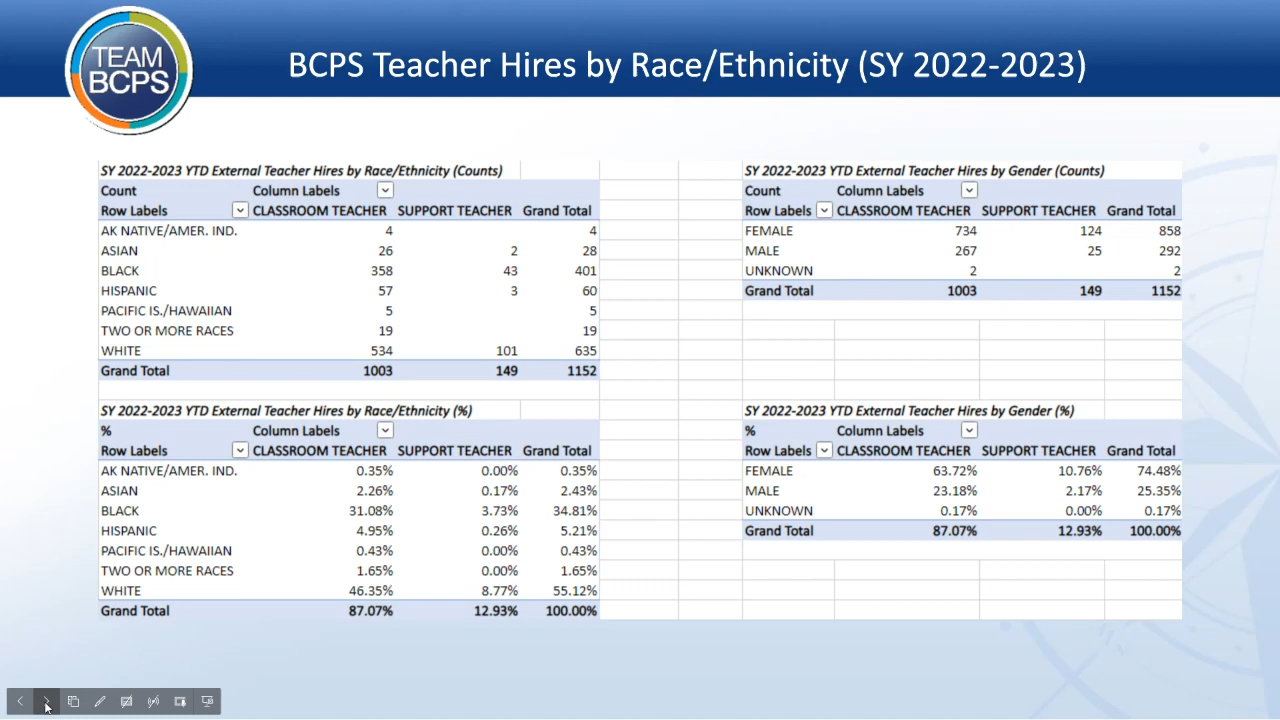 TEAM
BCPS
BCPS Teacher Hires by Race/Ethnicity (SY 2022-2023)
SY 2022-2023 YTD External Teacher Hires by Race/Ethnicity (Counts)
Count Column Labels
Row Labels CLASSROOM TEACHER SUPPORT TEACHER Grand Total
AK NATIVE/AMER. IND. 4 4
ASIAN 26 2 28
BLACK 358 43 401
HISPANIC 57 3 60
PACIFIC IS./HAWAIIAN 5 5
TWO OR MORE RACES 19 19
WHITE 534 101 635
Grand Total 1003 149 1152
SY 2022-2023 YTD External Teacher Hires by Gender (Counts)
Count Column Labels
Row Labels CLASSROOM TEACHER SUPPORT TEACHER Grand Total
FEMALE 734 124 858
MALE 267 25 292
UNKNOWN 2 2
Grand Total 1003 149 1152
SY 2022-2023 YTD External Teacher Hires by Race/Ethnicity (%)
% Column Labels
Row Labels CLASSROOM TEACHER SUPPORT TEACHER Grand Total
AK NATIVE/AMER. IND. 0.35% 0.00% 0.35%
ASIAN 2.26% 0.17% 2.43%
BLACK 31.08% 3.73% 34.81%
HISPANIC 4.95% 0.26% 5.21%
PACIFIC IS./HAWAIIAN 0.43% 0.00% 0.43%
TWO OR MORE RACES 1.65% 0.00% 1.65%
WHITE 46.35% 8.77% 55.12%
Grand Total 87.07% 12.93% 100.00%
SY 2022-2023 YTD External Teacher Hires by Gender (%)
% Column Labels
Row Labels CLASSROOM TEACHER SUPPORT TEACHER Grand Total
FEMALE 63.72% 10.76% 74.48%
MALE 23.18% 2.17% 25.35%
UNKNOWN 0.17% 0.00% 0.17%
Grand Total 87.07% 12.93% 100.00%